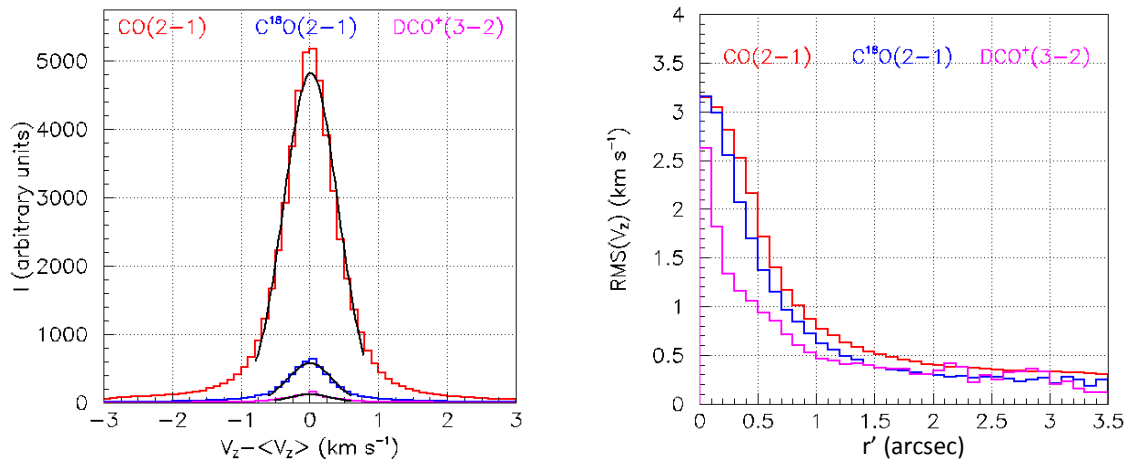 CO(2−1) C¹⁸O(2−1) DCO⁺(3−2)
5000
4000
3000
2000
1000
0
−3 −2 −1 0 1 2 3
I (arbitrary units)
V_z−<V_z> (km s⁻¹)
CO(2−1) C¹⁸O(2−1) DCO⁺(3−2)
4
3.5
3
2.5
2
1.5
1
0.5
0
0 0.5 1 1.5 2 2.5 3 3.5
RMS(V_z) (km s⁻¹)
r' (arcsec)